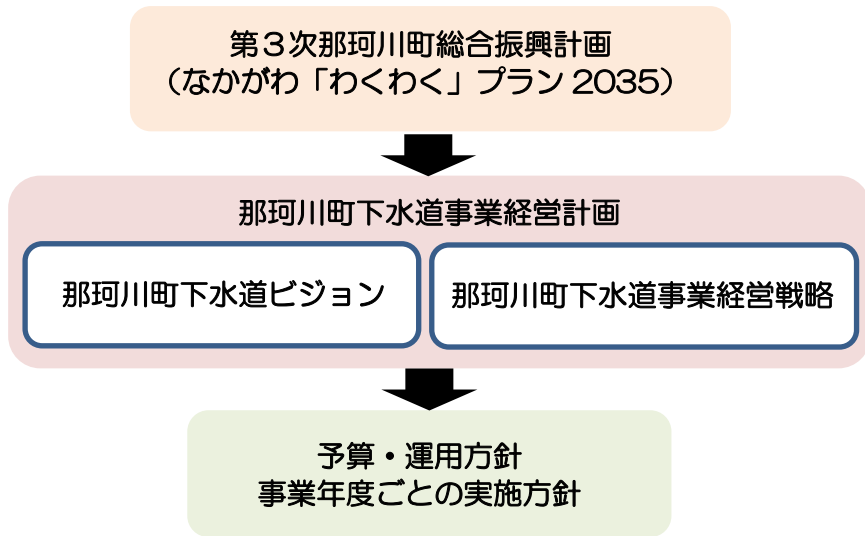 第３次那珂川町総合振興計画
（なかがわ「わくわく」プラン 2035）
那珂川町下水道事業経営計画
那珂川町下水道ビジョン
那珂川町下水道事業経営戦略
予算・運用方針
事業年度ごとの実施方針